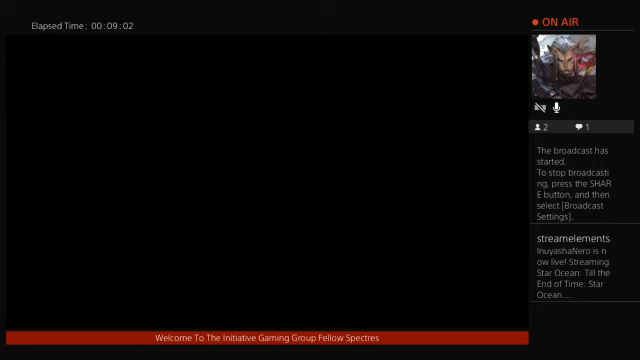 Elapsed Time : 00:09:02
ON AIR
2
1
The broadcast has
started.
To stop broadcasti
ng, press the SHAR
E button, and then
select [Broadcast
Settings].
streamelements
InuyashaNero is n
ow live! Streaming
Star Ocean: Till the
End of Time: Star
Ocean....
Welcome To The Initiative Gaming Group Fellow Spectres